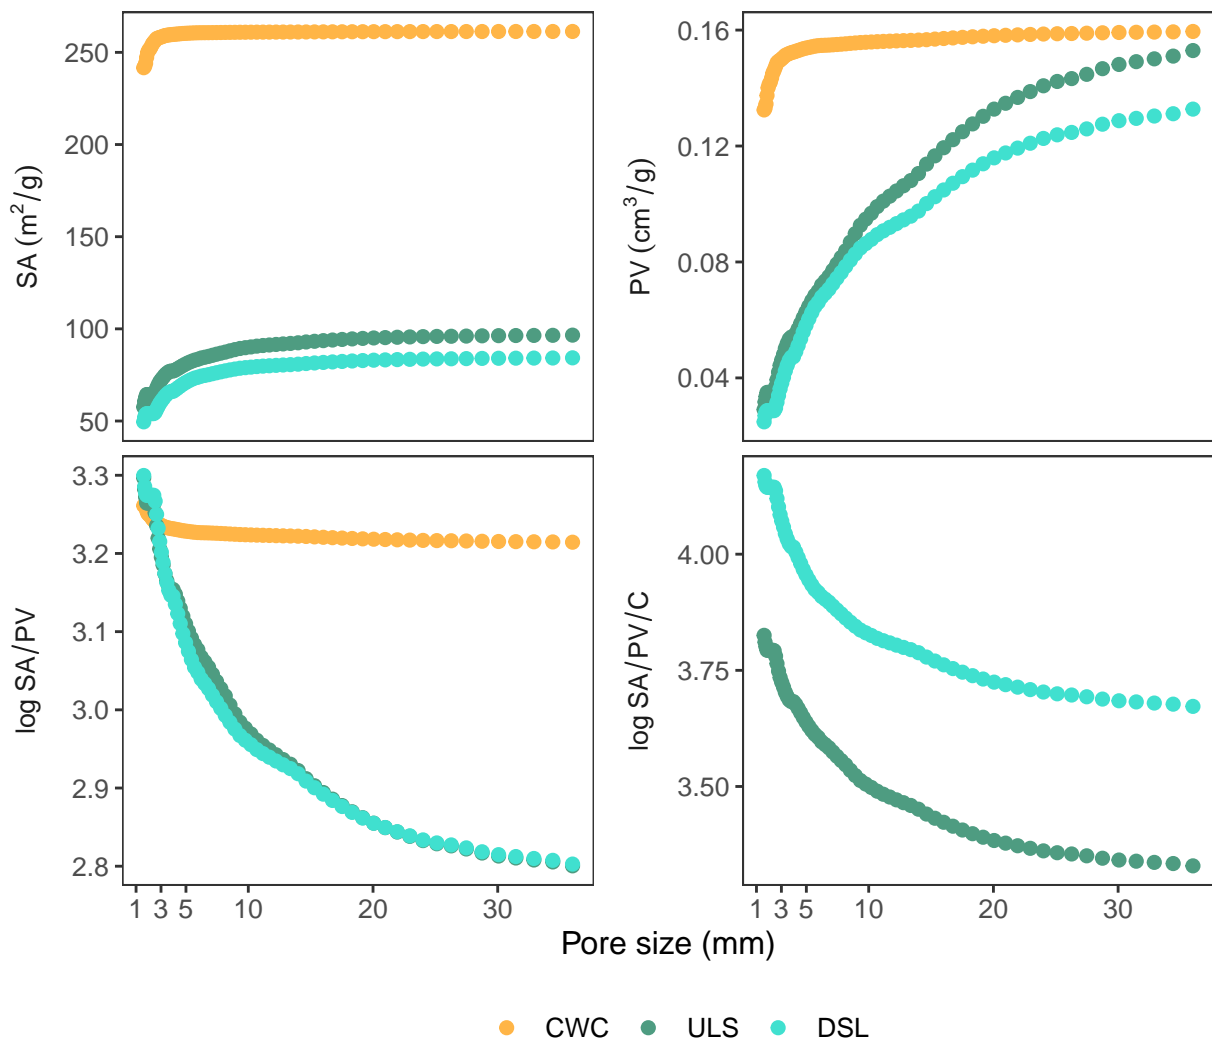 SA (m²/g)
250
200
150
100
50
PV (cm³/g)
0.16
0.12
0.08
0.04
log SA/PV
3.3
3.2
3.1
3.0
2.9
2.8
1 3 5 10 20 30
log SA/PV/C
4.00
3.75
3.50
1 3 5 10 20 30
Pore size (mm)
CWC ULS DSL